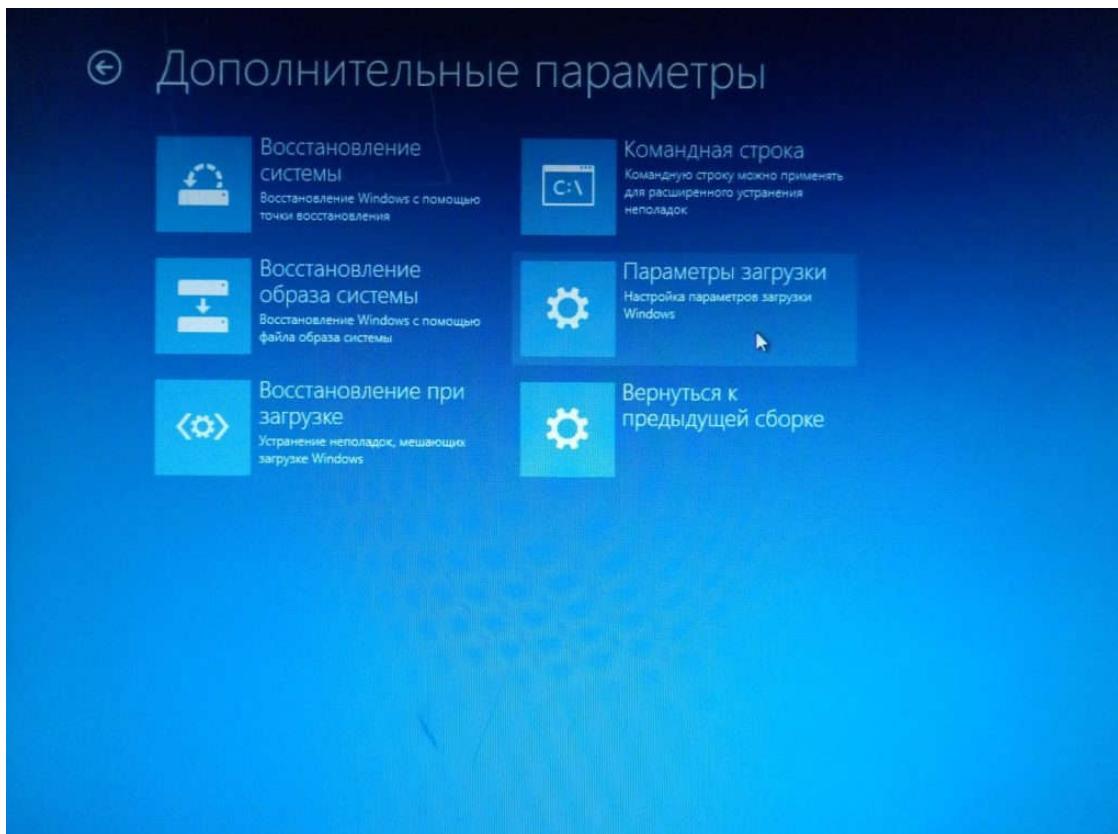 Дополнительные параметры
Восстановление
системы
Восстановление Windows с помощью
точки восстановления
Восстановление
образа системы
Восстановление Windows с помощью
файла образа системы
Восстановление при
загрузке
Устранение неполадок, мешающих
загрузке Windows
C:\
Командная строка
Командную строку можно применять
для расширенного устранения
неполадок
Параметры загрузки
Настройка параметров загрузки
Windows
Вернуться к
предыдущей сборке